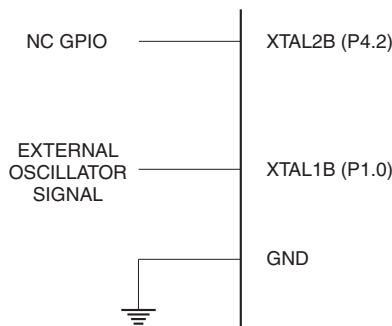 NC GPIO
XTAL2B (P4.2)
EXTERNAL
OSCILLATOR
SIGNAL
XTAL1B (P1.0)
GND